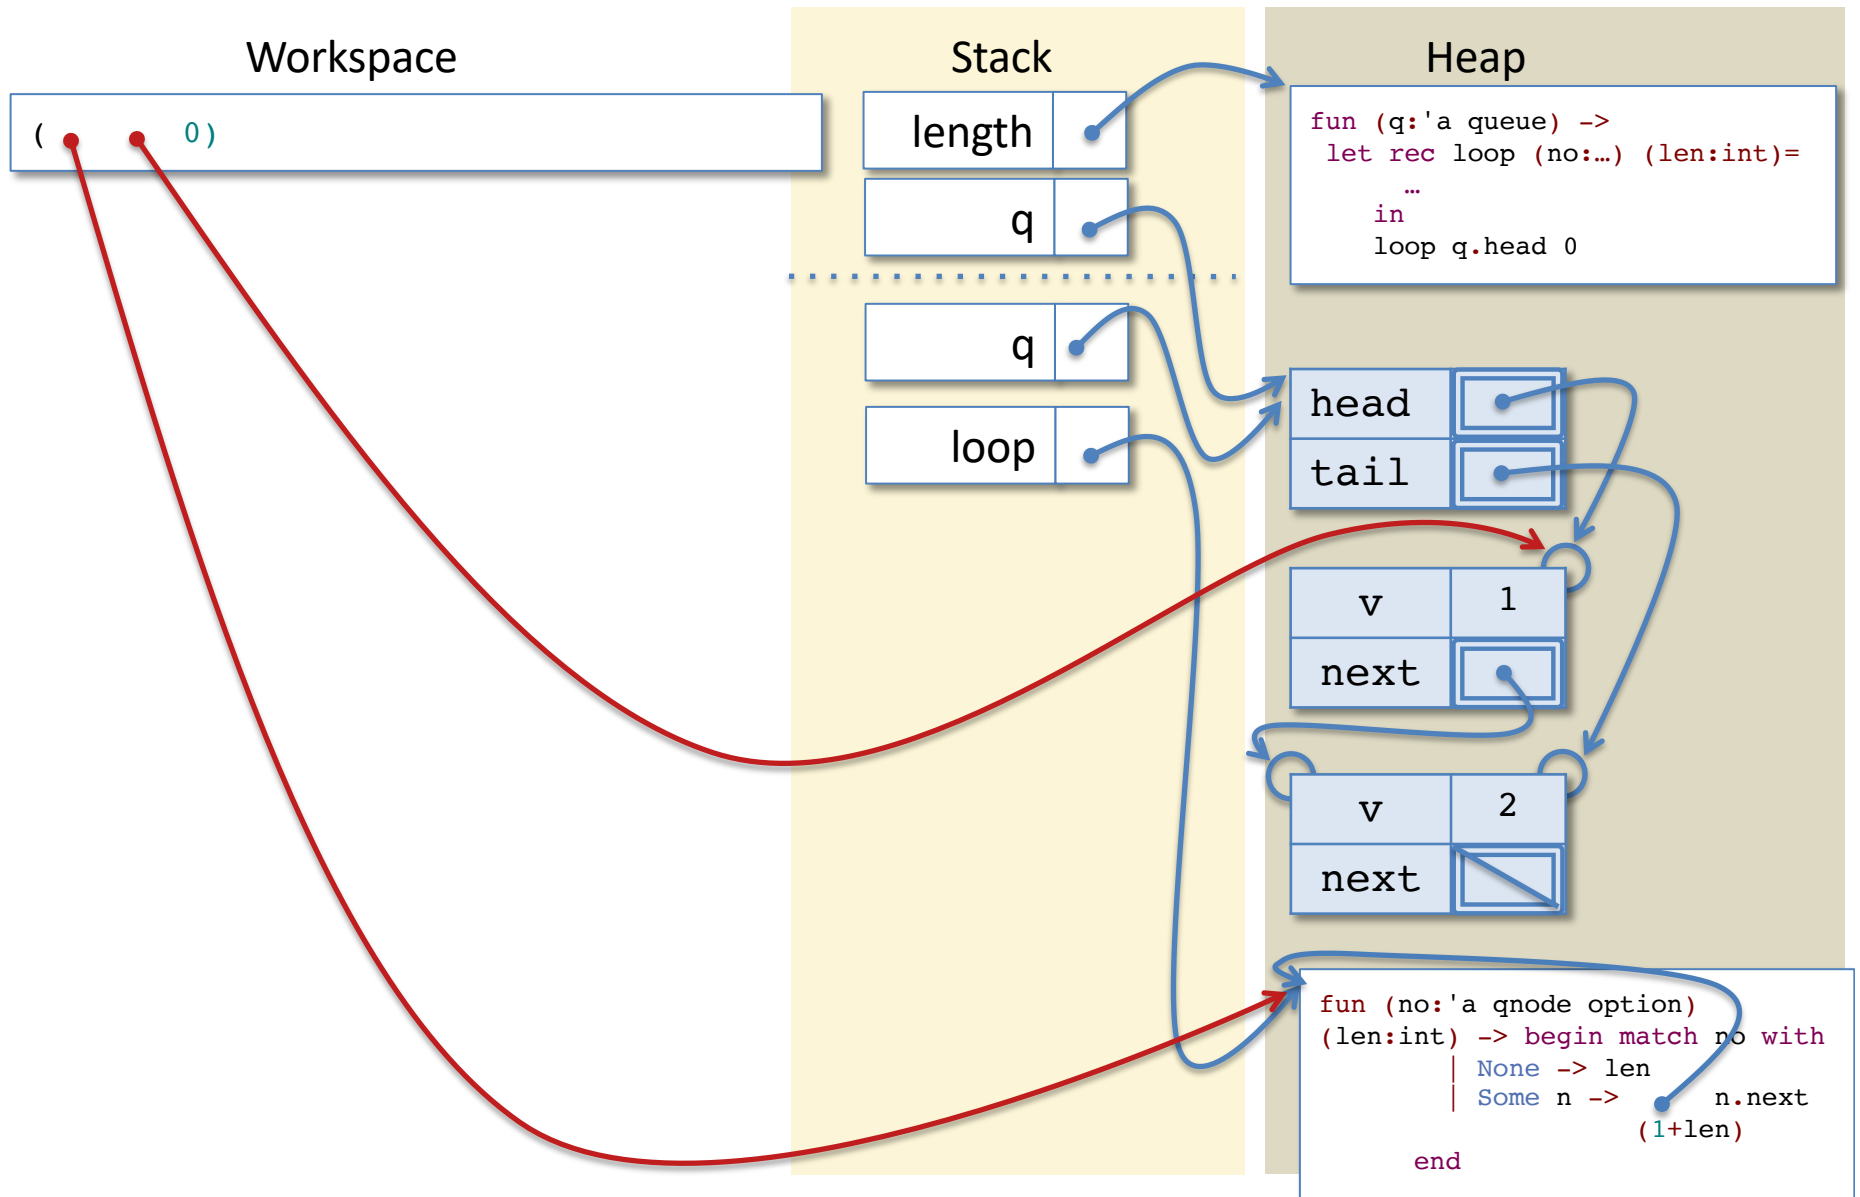 Workspace
Stack
Heap
( 0)
length
q
q
loop
fun (q:'a queue) ->
let rec loop (no:…) (len:int)=
…
in
loop q.head 0
head
tail
v 1
next
v 2
next
fun (no:'a qnode option)
(len:int) -> begin match no with
| None -> len
| Some n -> n.next
(1+len)
end